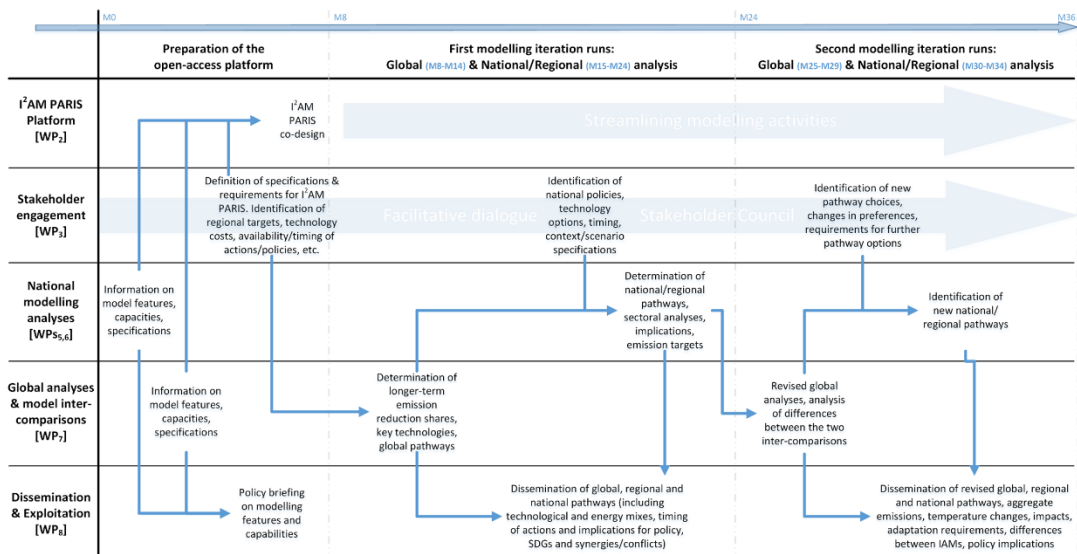 M0
M8
M24
M36
Preparation of the
open-access platform
First modelling iteration runs:
Global (M8-M14) & National/Regional (M15-M24) analysis
Second modelling iteration runs:
Global (M25-M29) & National/Regional (M30-M34) analysis
I²AM PARIS
Platform
[WP₂]
I²AM
PARIS
co-design
Streamlining modelling activities
Stakeholder
engagement
[WP₃]
Definition of specifications &
requirements for I²AM
PARIS. Identification of
regional targets, technology
costs, availability/timing of
actions/policies, etc.
Facilitative dialogue
Identification of
national policies,
technology
options, timing,
context/scenario
specifications
Stakeholder Council
Identification of new
pathway choices,
changes in preferences,
requirements for further
pathway options
National
modelling
analyses
[WPs₅,₆]
Information on
model features,
capacities,
specifications
Determination of
national/regional
pathways,
sectoral analyses,
implications,
emission targets
Identification of
new national/
regional pathways
Global analyses
& model inter-
comparisons
[WP₇]
Information on
model features,
capacities,
specifications
Determination of
longer-term
emission
reduction shares,
key technologies,
global pathways
Revised global
analyses, analysis
of differences
between the two
inter-comparisons
Dissemination
& Exploitation
[WP₈]
Policy briefing
on modelling
features and
capabilities
Dissemination of global, regional and
national pathways (including
technological and energy mixes, timing
of actions and implications for policy,
SDGs and synergies/conflicts)
Dissemination of revised global, regional
and national pathways, aggregate
emissions, temperature changes, impacts,
adaptation requirements, differences
between IAMs, policy implications